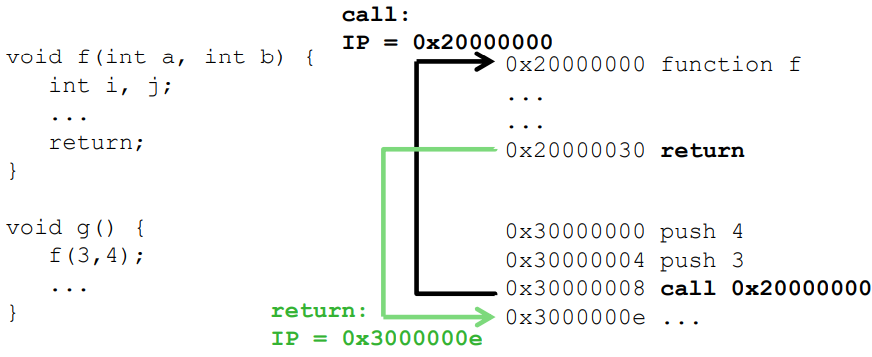 void f(int a, int b) {
int i, j;
...
return;
}
void g() {
f(3,4);
...
}
call:
IP = 0x20000000
0x20000000 function f
...
...
0x20000030 return
0x30000000 push 4
0x30000004 push 3
0x30000008 call 0x20000000
0x3000000e ...
return:
IP = 0x3000000e